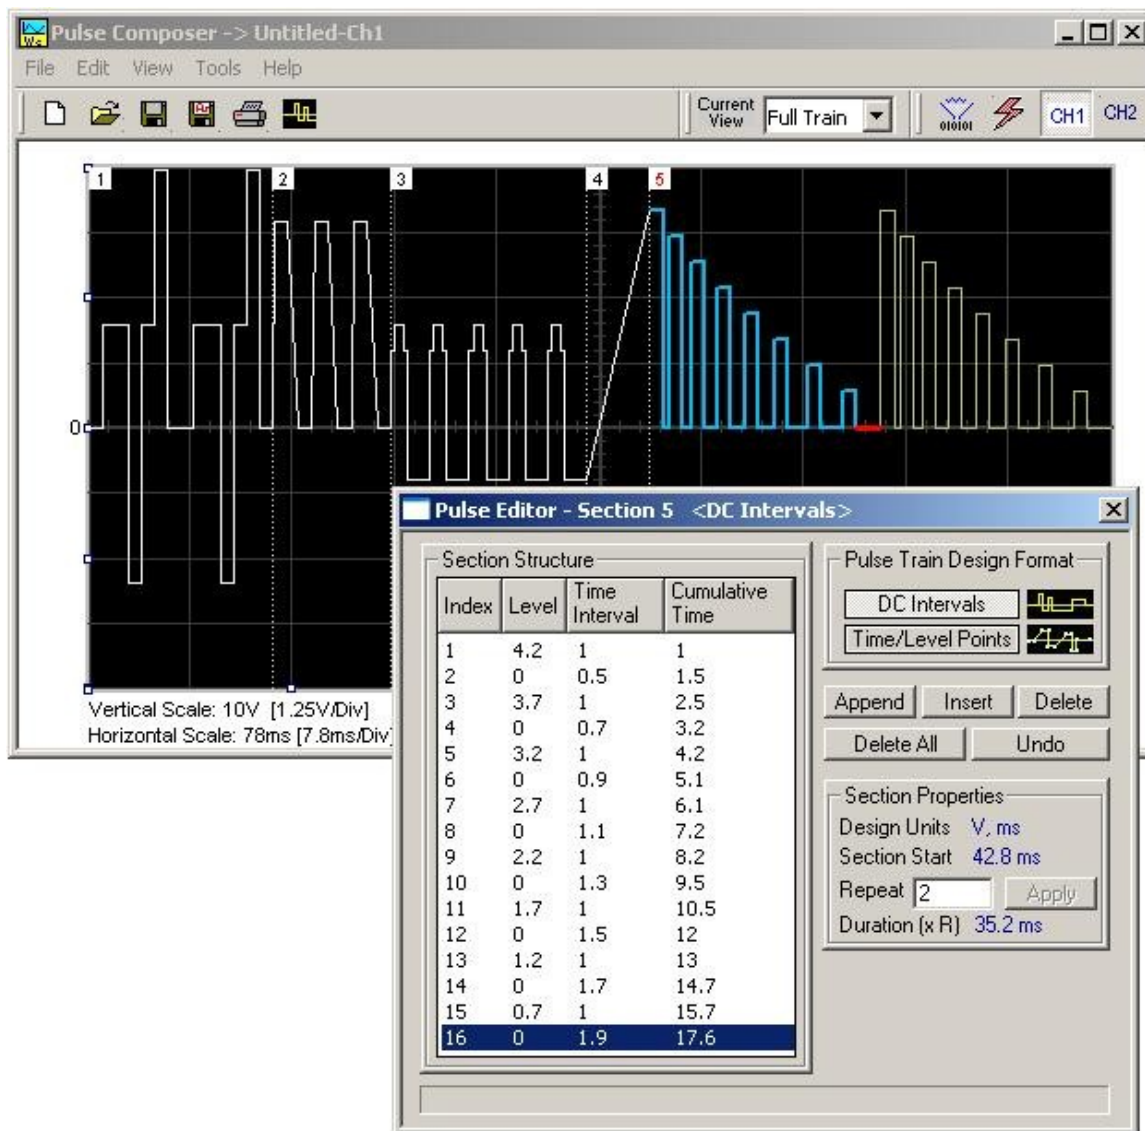 Pulse Composer -> Untitled-Ch1
File Edit View Tools Help
Current View Full Train CH1 CH2
1 2 3 4 5
0
Vertical Scale: 10V [1.25V/Div]
Horizontal Scale: 78ms [7.8ms/Div]
Pulse Editor - Section 5 <DC Intervals>
Section Structure
Index Level Time Interval Cumulative Time
1 4.2 1 1
2 0 0.5 1.5
3 3.7 1 2.5
4 0 0.7 3.2
5 3.2 1 4.2
6 0 0.9 5.1
7 2.7 1 6.1
8 0 1.1 7.2
9 2.2 1 8.2
10 0 1.3 9.5
11 1.7 1 10.5
12 0 1.5 12
13 1.2 1 13
14 0 1.7 14.7
15 0.7 1 15.7
16 0 1.9 17.6
Pulse Train Design Format
DC Intervals
Time/Level Points
Append Insert Delete
Delete All Undo
Section Properties
Design Units V, ms
Section Start 42.8 ms
Repeat 2 Apply
Duration (x R) 35.2 ms